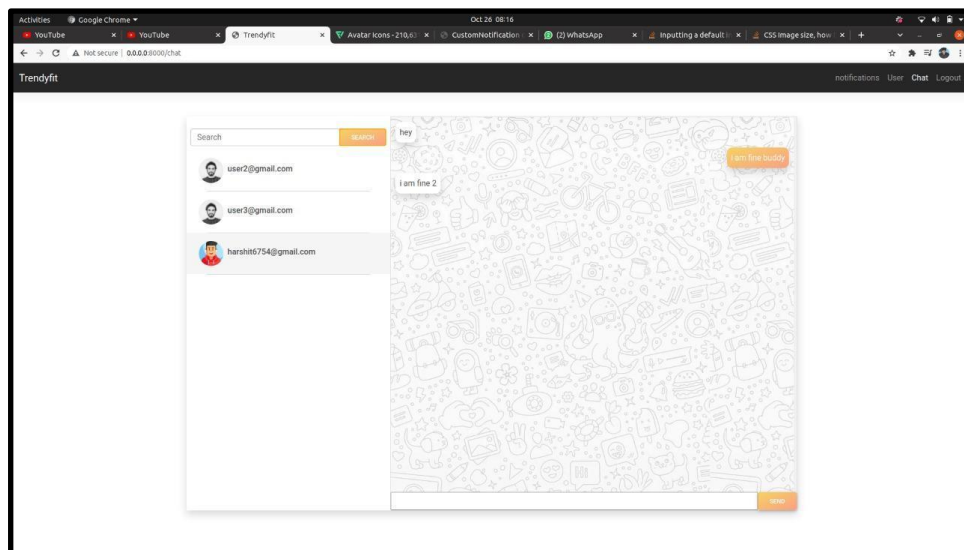 Activities Google Chrome Oct 26 08:16
YouTube YouTube Trendyfit Avatar Icons - 210,63 CustomNotification (2) WhatsApp Inputting a default i CSS Image size, how
Not secure | 0.0.0.0:8000/chat
Trendyfit notifications User Chat Logout
Search SEARCH
hey
i am fine buddy
user2@gmail.com
i am fine 2
user3@gmail.com
harshit6754@gmail.com
SEND